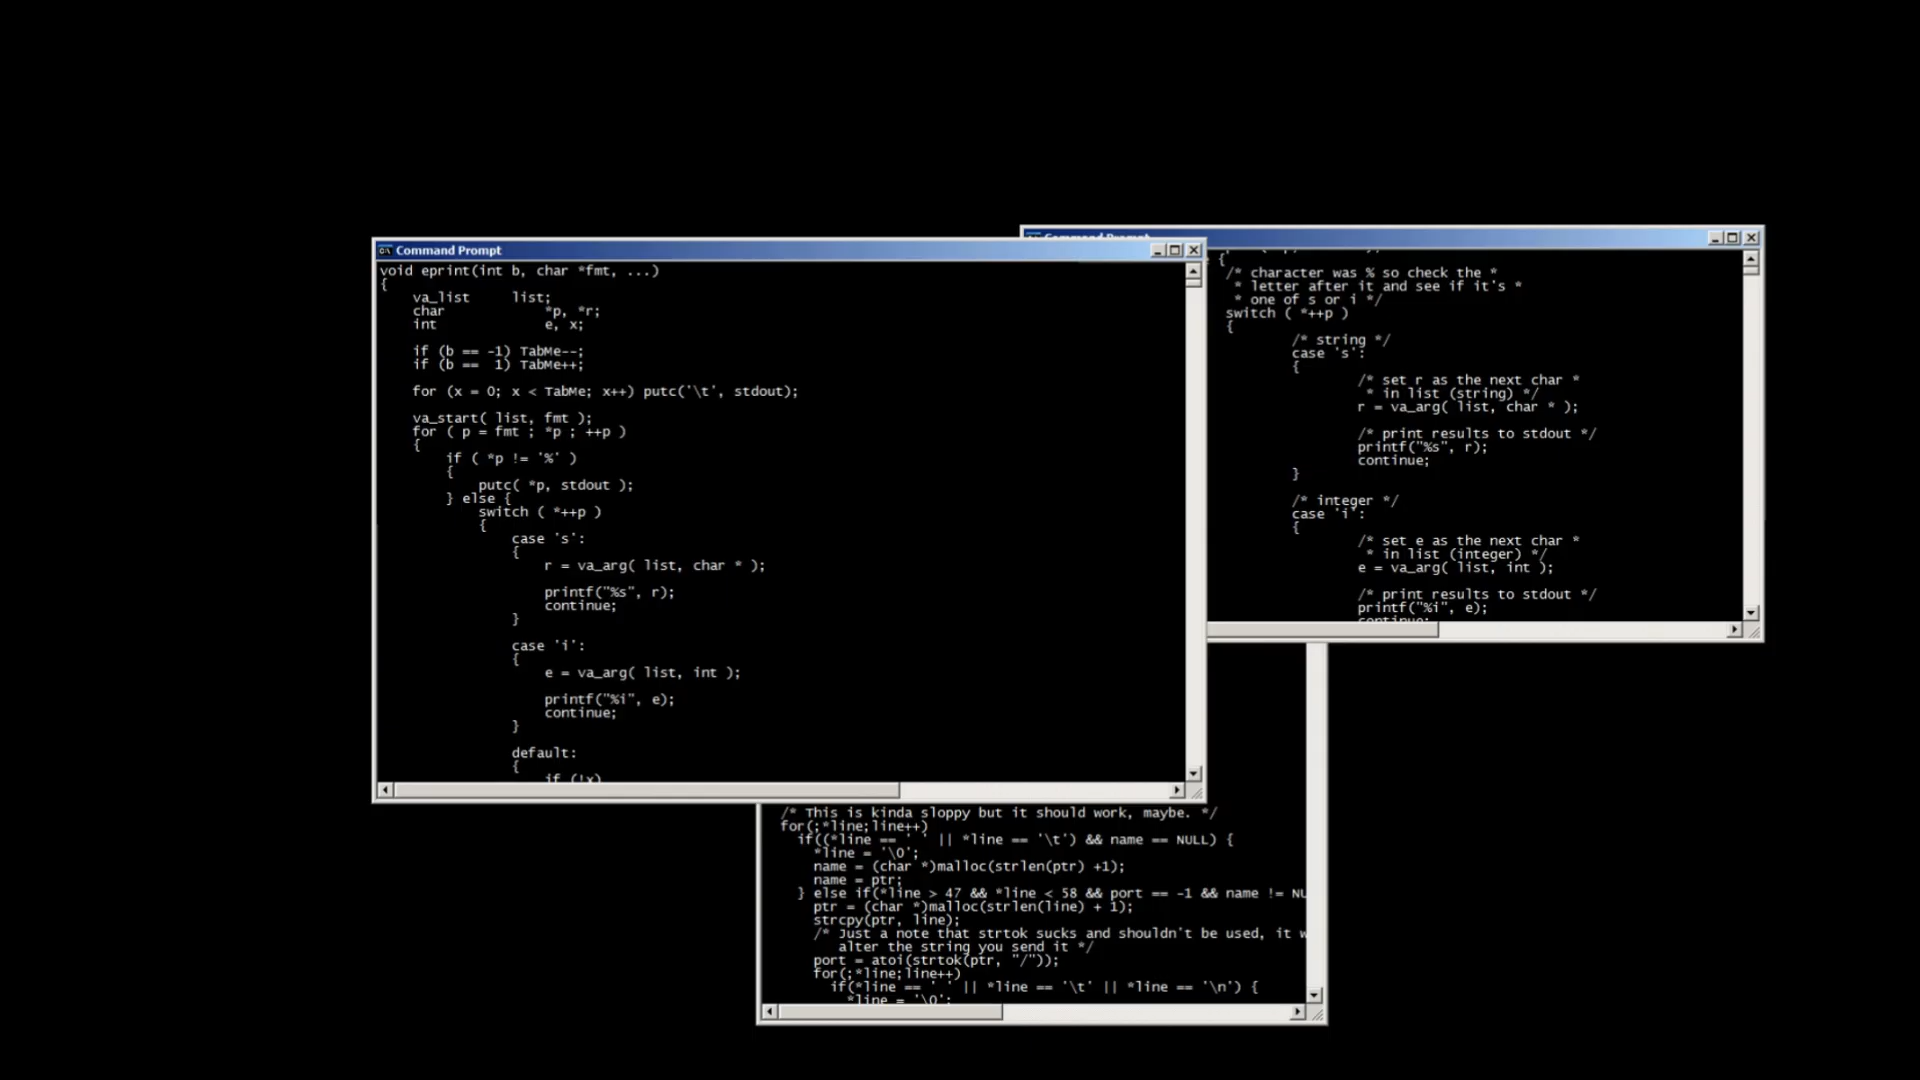 Command Prompt
void eprint(int b, char *fmt, ...)
{
va_list list;
char *p, *r;
int e, x;
if (b == -1) TabMe--;
if (b == 1) TabMe++;
for (x = 0; x < TabMe; x++) putc('\t', stdout);
va_start( list, fmt );
for ( p = fmt ; *p ; ++p )
{
if ( *p != '%' )
{
putc( *p, stdout );
} else {
switch ( *++p )
{
case 's':
{
r = va_arg( list, char * );
printf("%s", r);
continue;
}
case 'i':
{
e = va_arg( list, int );
printf("%i", e);
continue;
}
default:
{
if (!x)
Command Prompt
{
/* character was % so check the *
* letter after it and see if it's *
* one of s or i */
switch ( *++p )
{
/* string */
case 's':
{
/* set r as the next char *
* in list (string) */
r = va_arg( list, char * );
/* print results to stdout */
printf("%s", r);
continue;
}
/* integer */
case 'i':
{
/* set e as the next char *
* in list (integer) */
e = va_arg( list, int );
/* print results to stdout */
printf("%i", e);
continue;
/* This is kinda sloppy but it should work, maybe. */
for(;*line;line++)
if((*line == ' ' || *line == '\t') && name == NULL) {
*line = '\0';
name = (char *)malloc(strlen(ptr) +1);
name = ptr;
} else if(*line > 47 && *line < 58 && port == -1 && name != NU
ptr = (char *)malloc(strlen(line) + 1);
strcpy(ptr, line);
/* Just a note that strtok sucks and shouldn't be used, it w
alter the string you send it */
port = atoi(strtok(ptr, "/"));
for(;*line;line++)
if(*line == ' ' || *line == '\t' || *line == '\n') {
*line = '\0';